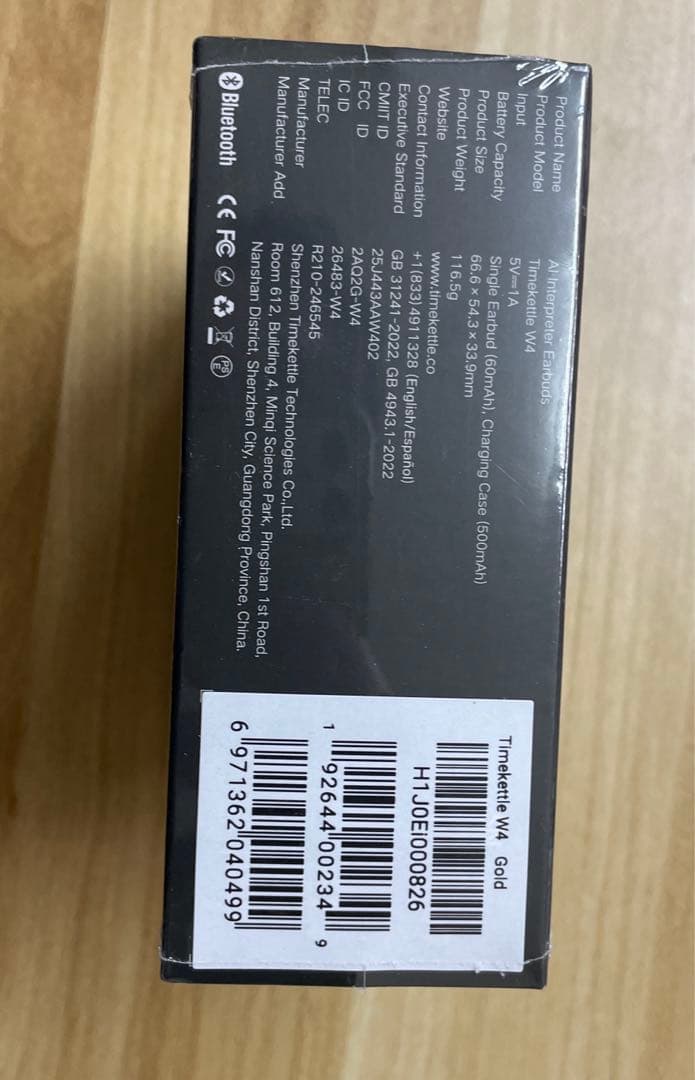 Product Name AI Interpreter Earbuds
Product Model Timekettle W4
Input 5V⎓1A
Battery Capacity Single Earbud (60mAh), Charging Case (500mAh)
Product Size 66.6 × 54.3 × 33.9mm
Product Weight 116.5g
Website www.timekettle.co
Contact Information +1(833)4911328 (English/Español)
Executive Standard GB 31241-2022, GB 4943.1-2022
CMIIT ID 25J443AAW402
FCC ID 2AQ2G-W4
IC ID 26483-W4
TELEC R210-246545
Manufacturer Shenzhen Timekettle Technologies Co.,Ltd.
Manufacturer Add Room 612, Building 4, Minqi Science Park, Pingshan 1st Road,
Nanshan District, Shenzhen City, Guangdong Province, China.
Bluetooth CE FC PS E
Timekettle W4 Gold
H1J0EI000826
1 92644 00234 9
6 971362 040499